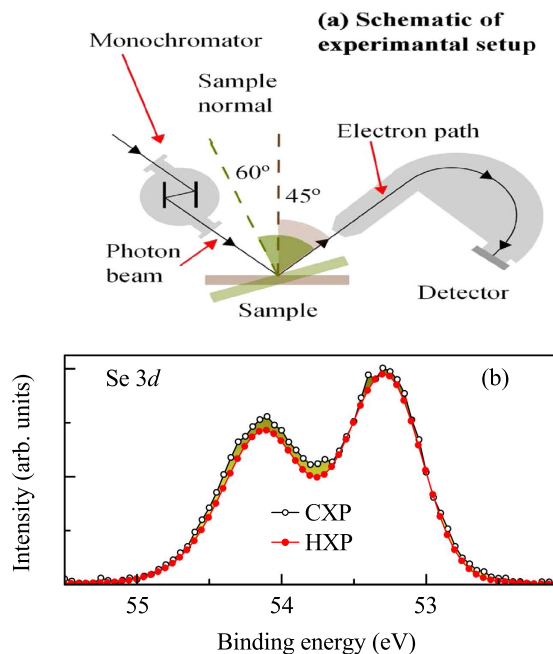 (a) Schematic of
experimantal setup
Monochromator
Sample
normal
Electron path
60°
45°
Photon
beam
Sample
Detector
Se 3d
(b)
Intensity (arb. units)
CXP
HXP
55
54
53
Binding energy (eV)